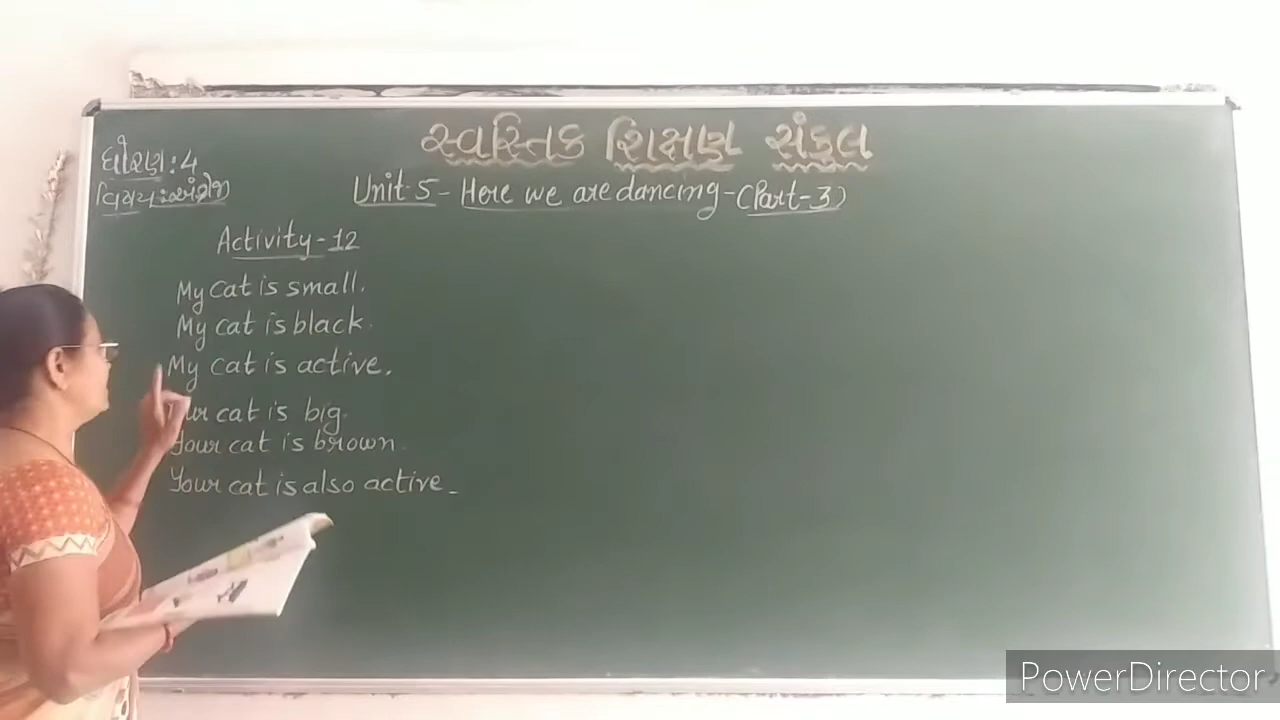 સ્વસ્તિક શિક્ષણ સંકુલ
ધોરણ : 4
વિષય : અંગ્રેજી
Unit-5 - Here we are dancing - (Part-3)
Activity-12
My cat is small.
My cat is black.
My cat is active.
cat is big.
Your cat is brown.
Your cat is also active.
PowerDirector